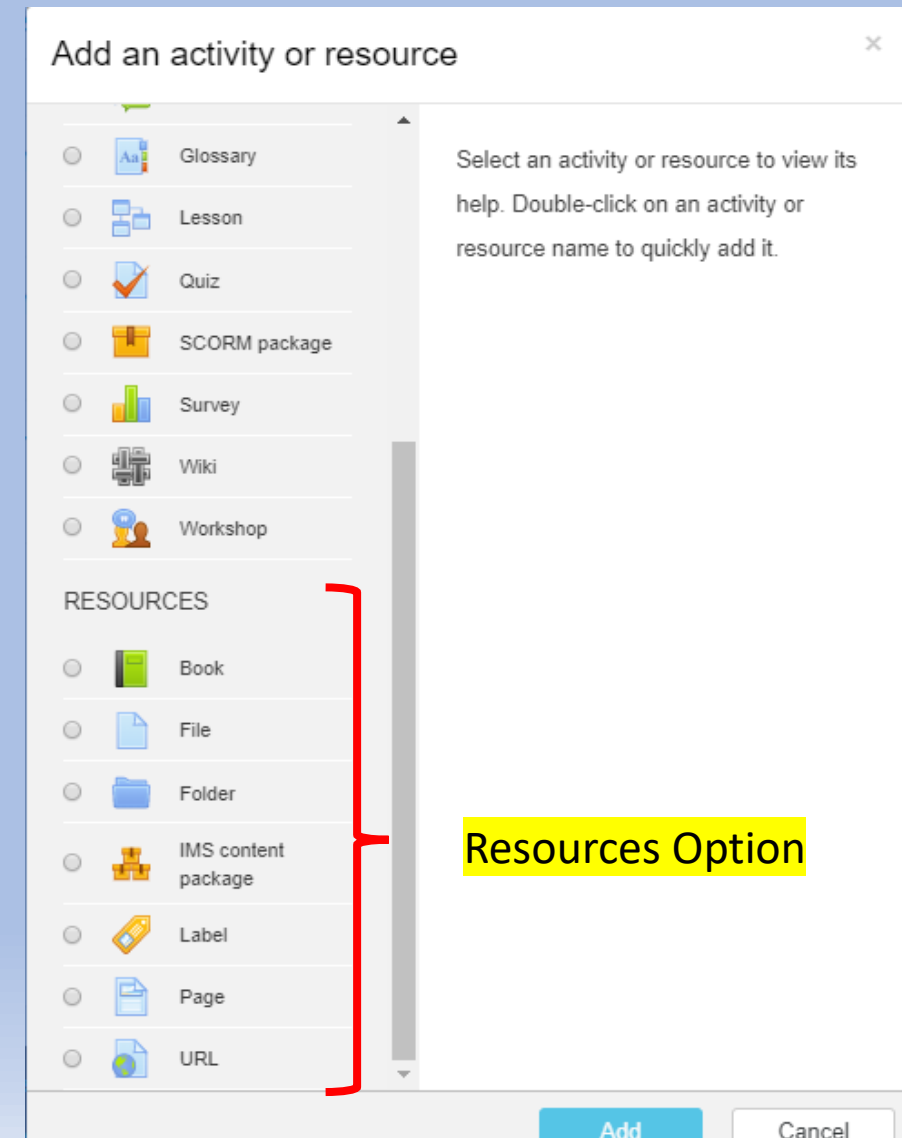 Add an activity or resource
×
Aa
Glossary
Lesson
Quiz
SCORM package
Survey
Wiki
Workshop
RESOURCES
Book
File
Folder
IMS content
package
Label
Page
URL
Select an activity or resource to view its
help. Double-click on an activity or
resource name to quickly add it.
Resources Option
Add
Cancel